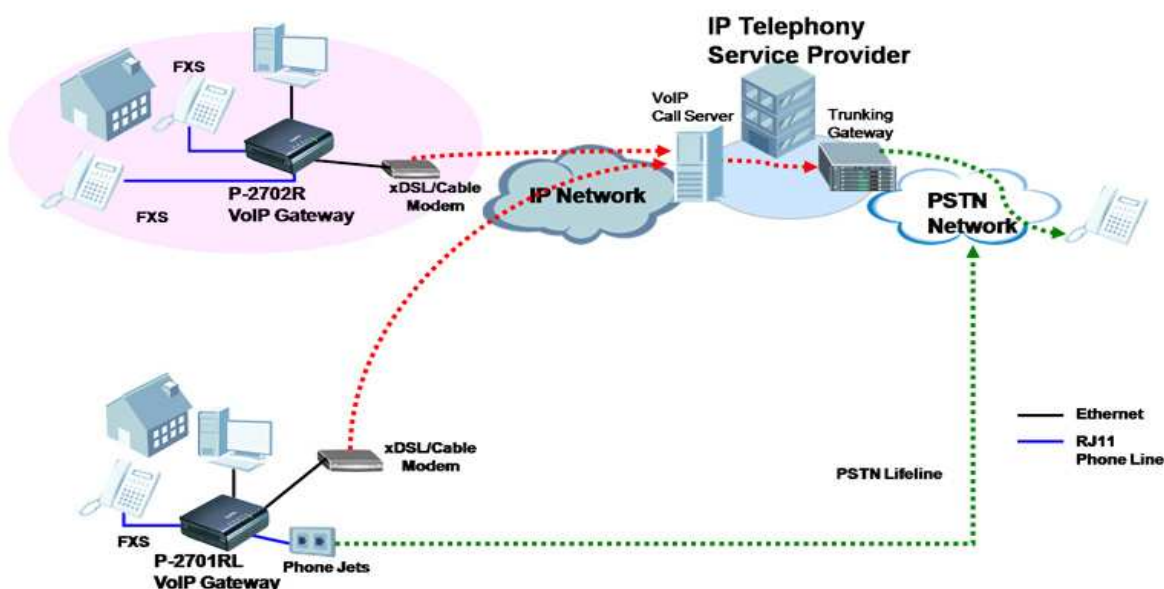 IP Telephony
Service Provider
FXS
VoIP
Call Server
Trunking
Gateway
xDSL/Cable
Modem
P-2702R
VoIP Gateway
FXS
IP Network
PSTN
Network
xDSL/Cable
Modem
Ethernet
RJ11
Phone Line
PSTN Lifeline
FXS
Phone Jets
P-2701RL
VoIP Gateway